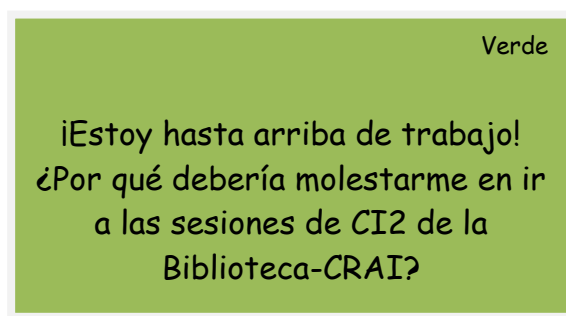 Verde
¡Estoy hasta arriba de trabajo!
¿Por qué debería molestarme en ir
a las sesiones de CI2 de la
Biblioteca-CRAI?